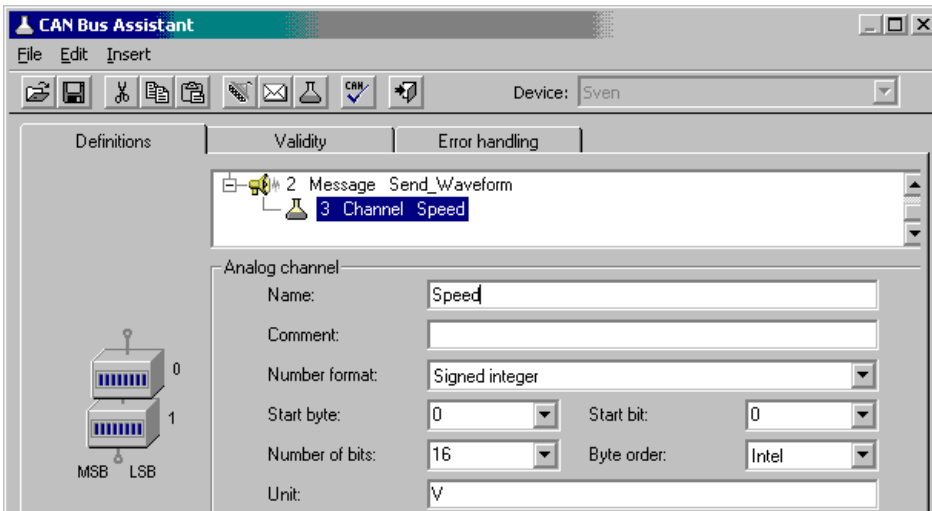 CAN Bus Assistant
File Edit Insert
CAN Device: Sven
Definitions Validity Error handling
2 Message Send_Waveform
3 Channel Speed
Analog channel
Name: Speed
Comment:
0 Number format: Signed integer
1 Start byte: 0 Start bit: 0
MSB LSB Number of bits: 16 Byte order: Intel
Unit: V